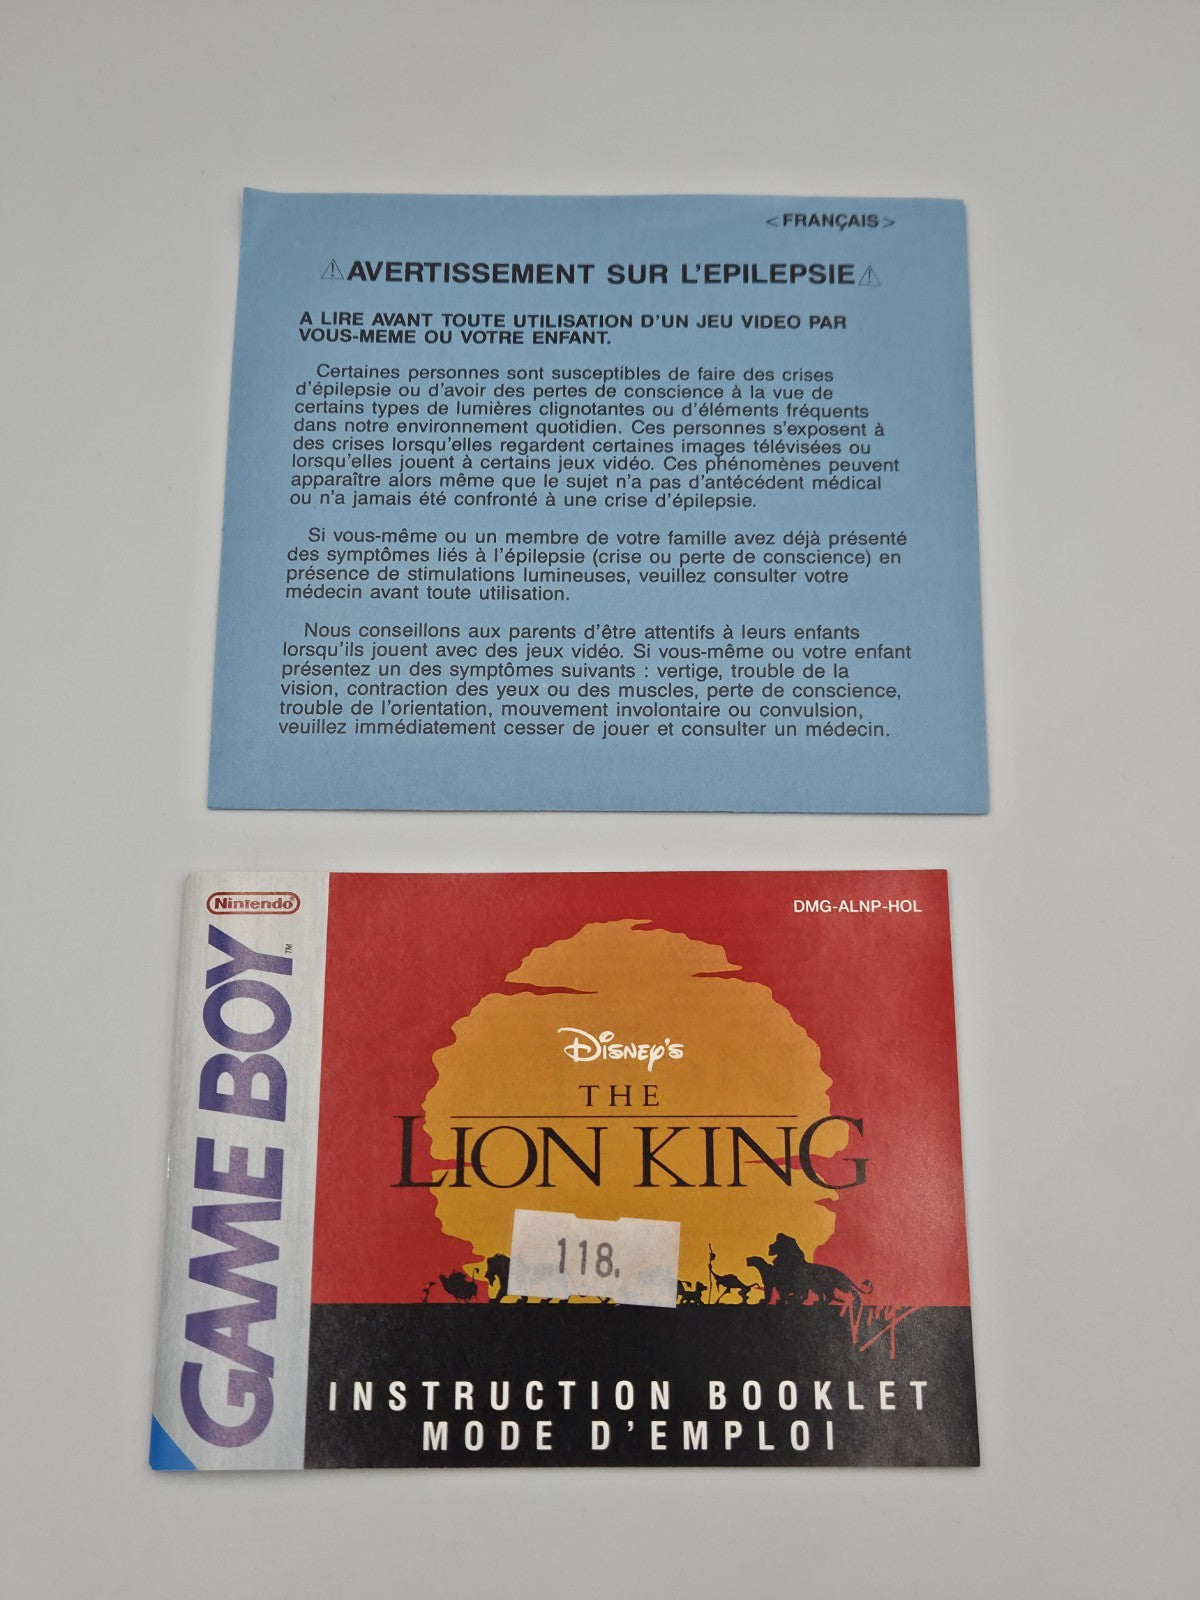 <FRANÇAIS>
⚠AVERTISSEMENT SUR L'EPILEPSIE⚠
A LIRE AVANT TOUTE UTILISATION D'UN JEU VIDEO PAR
VOUS-MEME OU VOTRE ENFANT.
Certaines personnes sont susceptibles de faire des crises
d'épilepsie ou d'avoir des pertes de conscience à la vue de
certains types de lumières clignotantes ou d'éléments fréquents
dans notre environnement quotidien. Ces personnes s'exposent à
des crises lorsqu'elles regardent certaines images télévisées ou
lorsqu'elles jouent à certains jeux vidéo. Ces phénomènes peuvent
apparaître alors même que le sujet n'a pas d'antécédent médical
ou n'a jamais été confronté à une crise d'épilepsie.
Si vous-même ou un membre de votre famille avez déjà présenté
des symptômes liés à l'épilepsie (crise ou perte de conscience) en
présence de stimulations lumineuses, veuillez consulter votre
médecin avant toute utilisation.
Nous conseillons aux parents d'être attentifs à leurs enfants
lorsqu'ils jouent avec des jeux vidéo. Si vous-même ou votre enfant
présentez un des symptômes suivants : vertige, trouble de la
vision, contraction des yeux ou des muscles, perte de conscience,
trouble de l'orientation, mouvement involontaire ou convulsion,
veuillez immédiatement cesser de jouer et consulter un médecin.
Nintendo
GAME BOY™
DMG-ALNP-HOL
DISNEY'S
THE
LION KING
118.
Virgin
INSTRUCTION BOOKLET
MODE D'EMPLOI